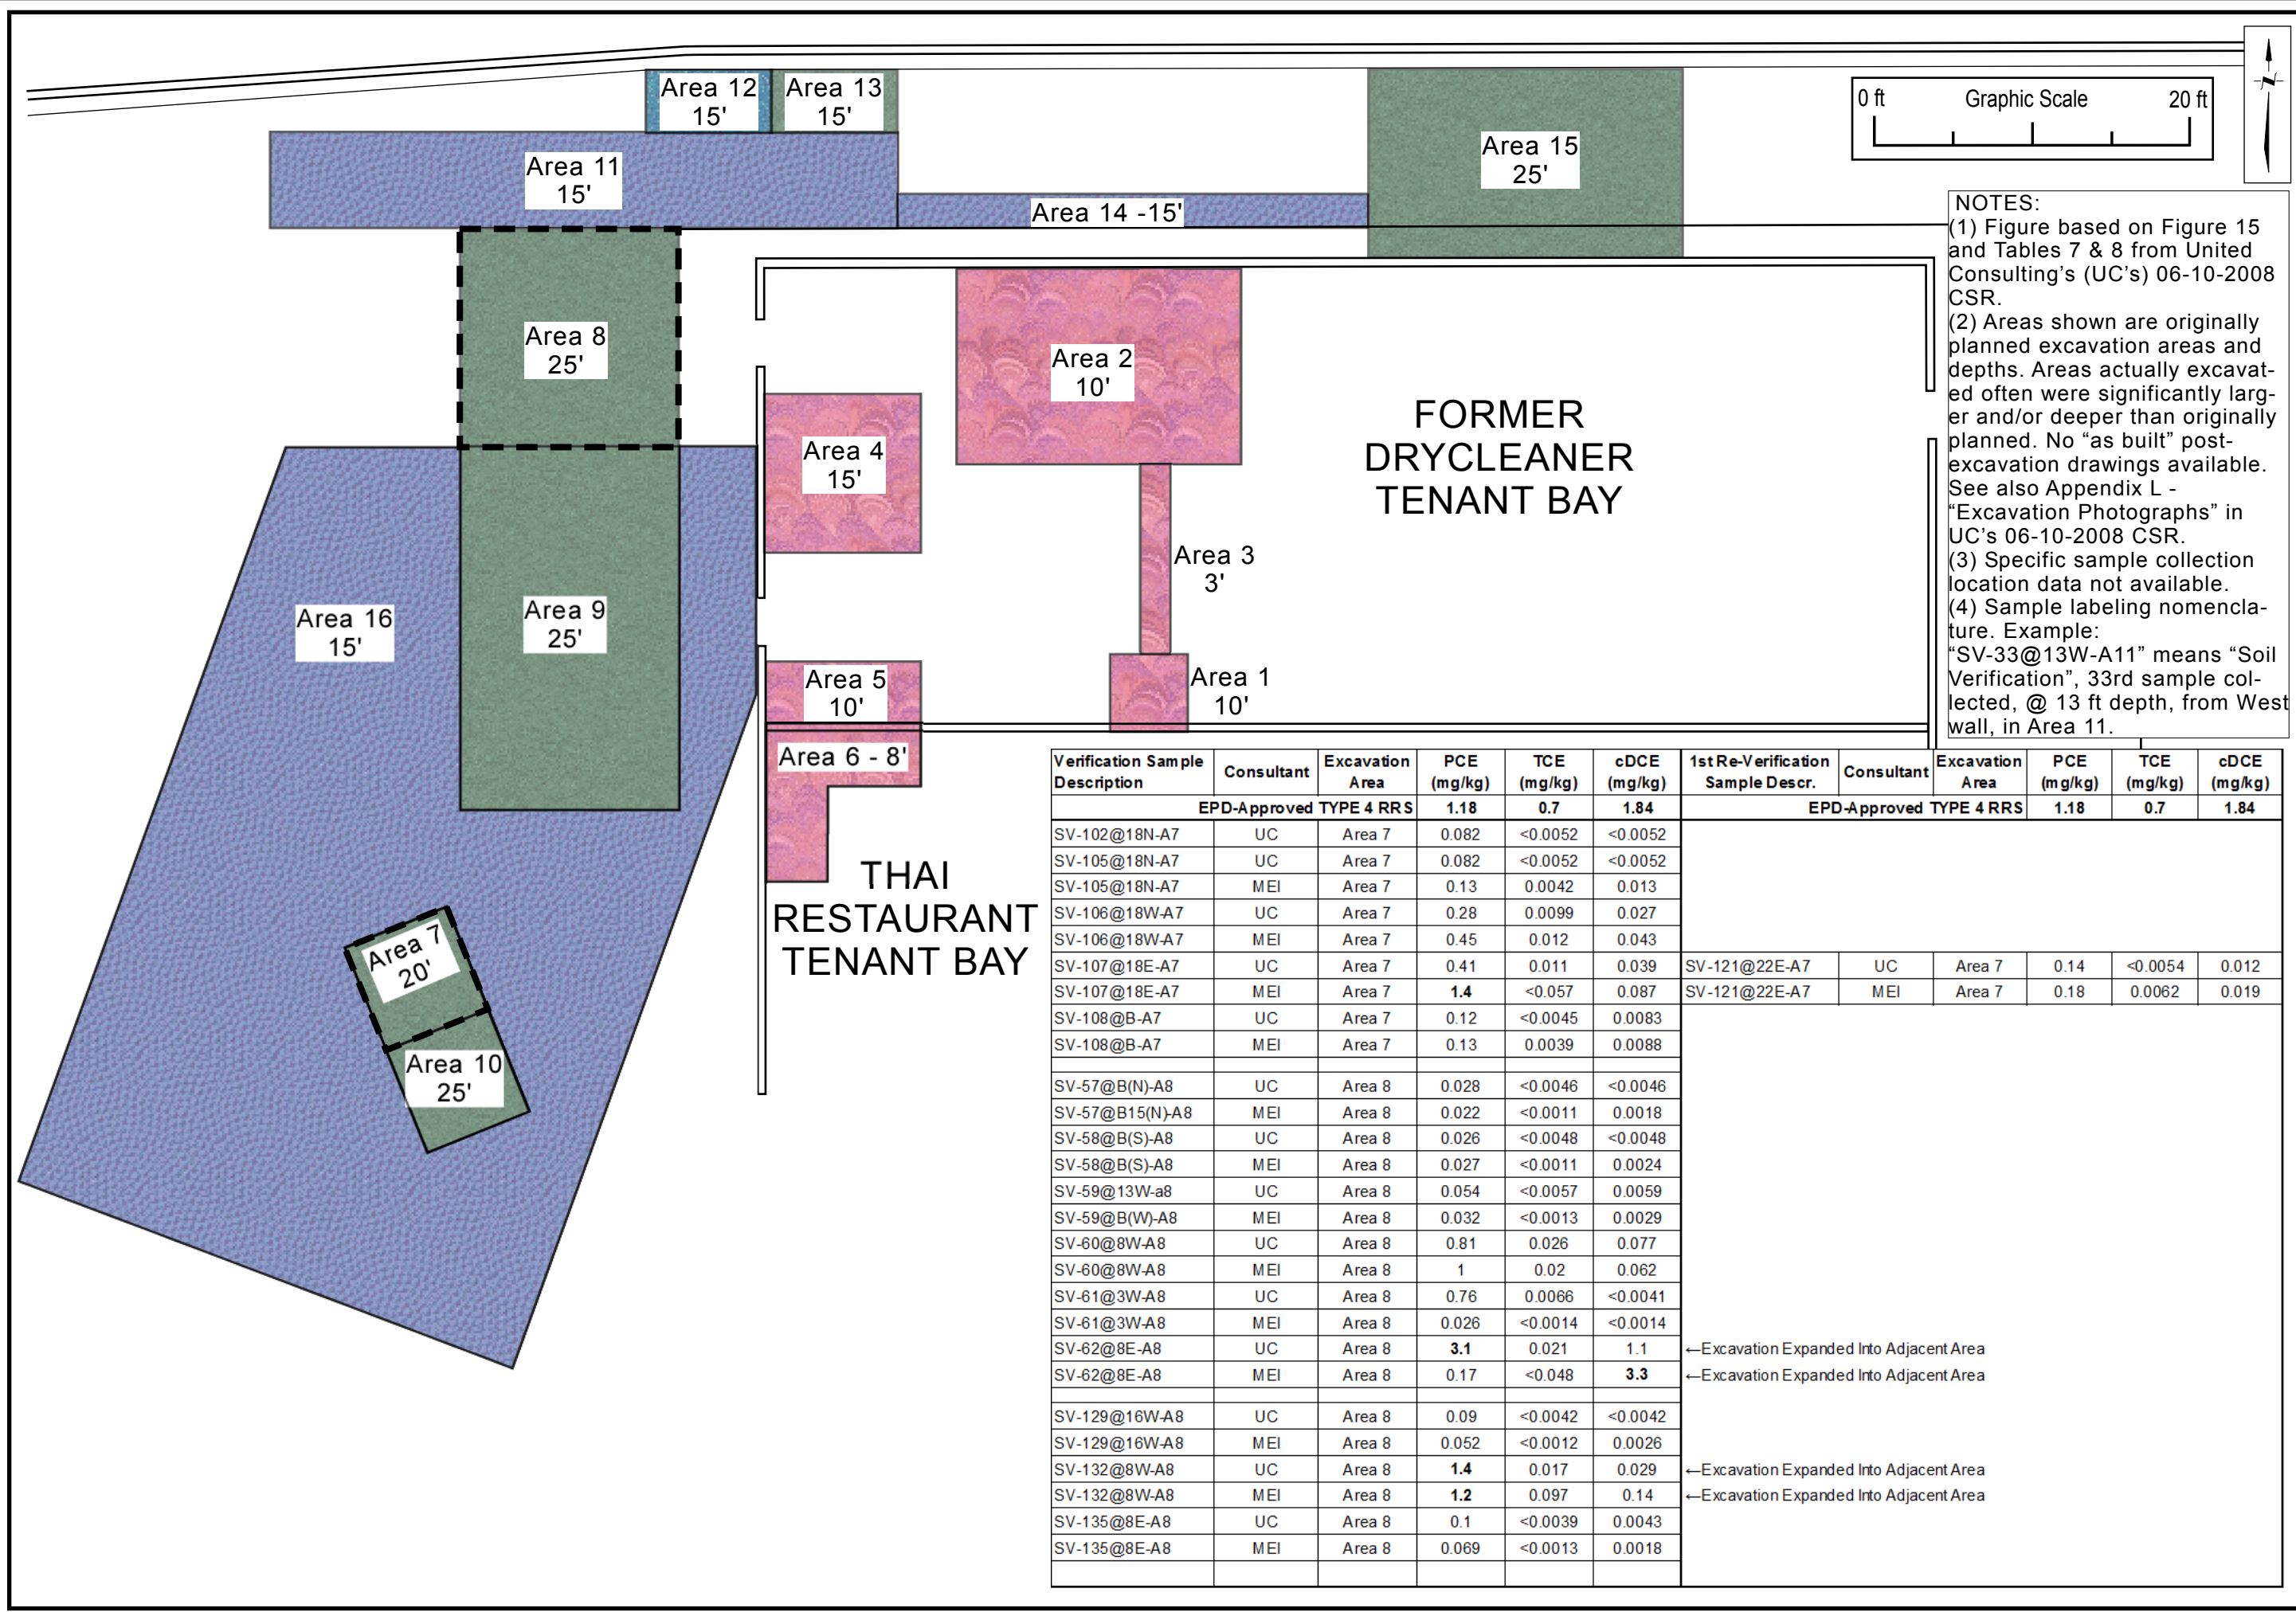 Area 12
15'
Area 13
15'
Area 11
15'
Area 14 -15'
Area 15
25'
0 ft Graphic Scale 20 ft
N
Area 8
25'
Area 2
10'
Area 4
15'
FORMER
DRYCLEANER
TENANT BAY
Area 3
3'
Area 16
15'
Area 9
25'
Area 5
10'
Area 1
10'
Area 6 - 8'
THAI
RESTAURANT
TENANT BAY
Area 7
20'
Area 10
25'
NOTES:
(1) Figure based on Figure 15
and Tables 7 & 8 from United
Consulting's (UC's) 06-10-2008
CSR.
(2) Areas shown are originally
planned excavation areas and
depths. Areas actually excavat-
ed often were significantly larg-
er and/or deeper than originally
planned. No “as built” post-
excavation drawings available.
See also Appendix L -
“Excavation Photographs” in
UC's 06-10-2008 CSR.
(3) Specific sample collection
location data not available.
(4) Sample labeling nomencla-
ture. Example:
“SV-33@13W-A11” means “Soil
Verification”, 33rd sample col-
lected, @ 13 ft depth, from West
wall, in Area 11.
Verification Sample Description Consultant Excavation Area PCE (mg/kg) TCE (mg/kg) cDCE (mg/kg) 1st Re-Verification Sample Descr. Consultant Excavation Area PCE (mg/kg) TCE (mg/kg) cDCE (mg/kg)
EPD-Approved TYPE 4 RRS 1.18 0.7 1.84 EPD-Approved TYPE 4 RRS 1.18 0.7 1.84
SV-102@18N-A7 UC Area 7 0.082 <0.0052 <0.0052
SV-105@18N-A7 UC Area 7 0.082 <0.0052 <0.0052
SV-105@18N-A7 MEI Area 7 0.13 0.0042 0.013
SV-106@18W-A7 UC Area 7 0.28 0.0099 0.027
SV-106@18W-A7 MEI Area 7 0.45 0.012 0.043
SV-107@18E-A7 UC Area 7 0.41 0.011 0.039 SV-121@22E-A7 UC Area 7 0.14 <0.0054 0.012
SV-107@18E-A7 MEI Area 7 1.4 <0.057 0.087 SV-121@22E-A7 MEI Area 7 0.18 0.0062 0.019
SV-108@B-A7 UC Area 7 0.12 <0.0045 0.0083
SV-108@B-A7 MEI Area 7 0.13 0.0039 0.0088
SV-57@B(N)-A8 UC Area 8 0.028 <0.0046 <0.0046
SV-57@B15(N)-A8 MEI Area 8 0.022 <0.0011 0.0018
SV-58@B(S)-A8 UC Area 8 0.026 <0.0048 <0.0048
SV-58@B(S)-A8 MEI Area 8 0.027 <0.0011 0.0024
SV-59@13W-a8 UC Area 8 0.054 <0.0057 0.0059
SV-59@B(W)-A8 MEI Area 8 0.032 <0.0013 0.0029
SV-60@8W-A8 UC Area 8 0.81 0.026 0.077
SV-60@8W-A8 MEI Area 8 1 0.02 0.062
SV-61@3W-A8 UC Area 8 0.76 0.0066 <0.0041
SV-61@3W-A8 MEI Area 8 0.026 <0.0014 <0.0014
SV-62@8E-A8 UC Area 8 3.1 0.021 1.1 ←Excavation Expanded Into Adjacent Area
SV-62@8E-A8 MEI Area 8 0.17 <0.048 3.3 ←Excavation Expanded Into Adjacent Area
SV-129@16W-A8 UC Area 8 0.09 <0.0042 <0.0042
SV-129@16W-A8 MEI Area 8 0.052 <0.0012 0.0026
SV-132@8W-A8 UC Area 8 1.4 0.017 0.029 ←Excavation Expanded Into Adjacent Area
SV-132@8W-A8 MEI Area 8 1.2 0.097 0.14 ←Excavation Expanded Into Adjacent Area
SV-135@8E-A8 UC Area 8 0.1 <0.0039 0.0043
SV-135@8E-A8 MEI Area 8 0.069 <0.0013 0.0018